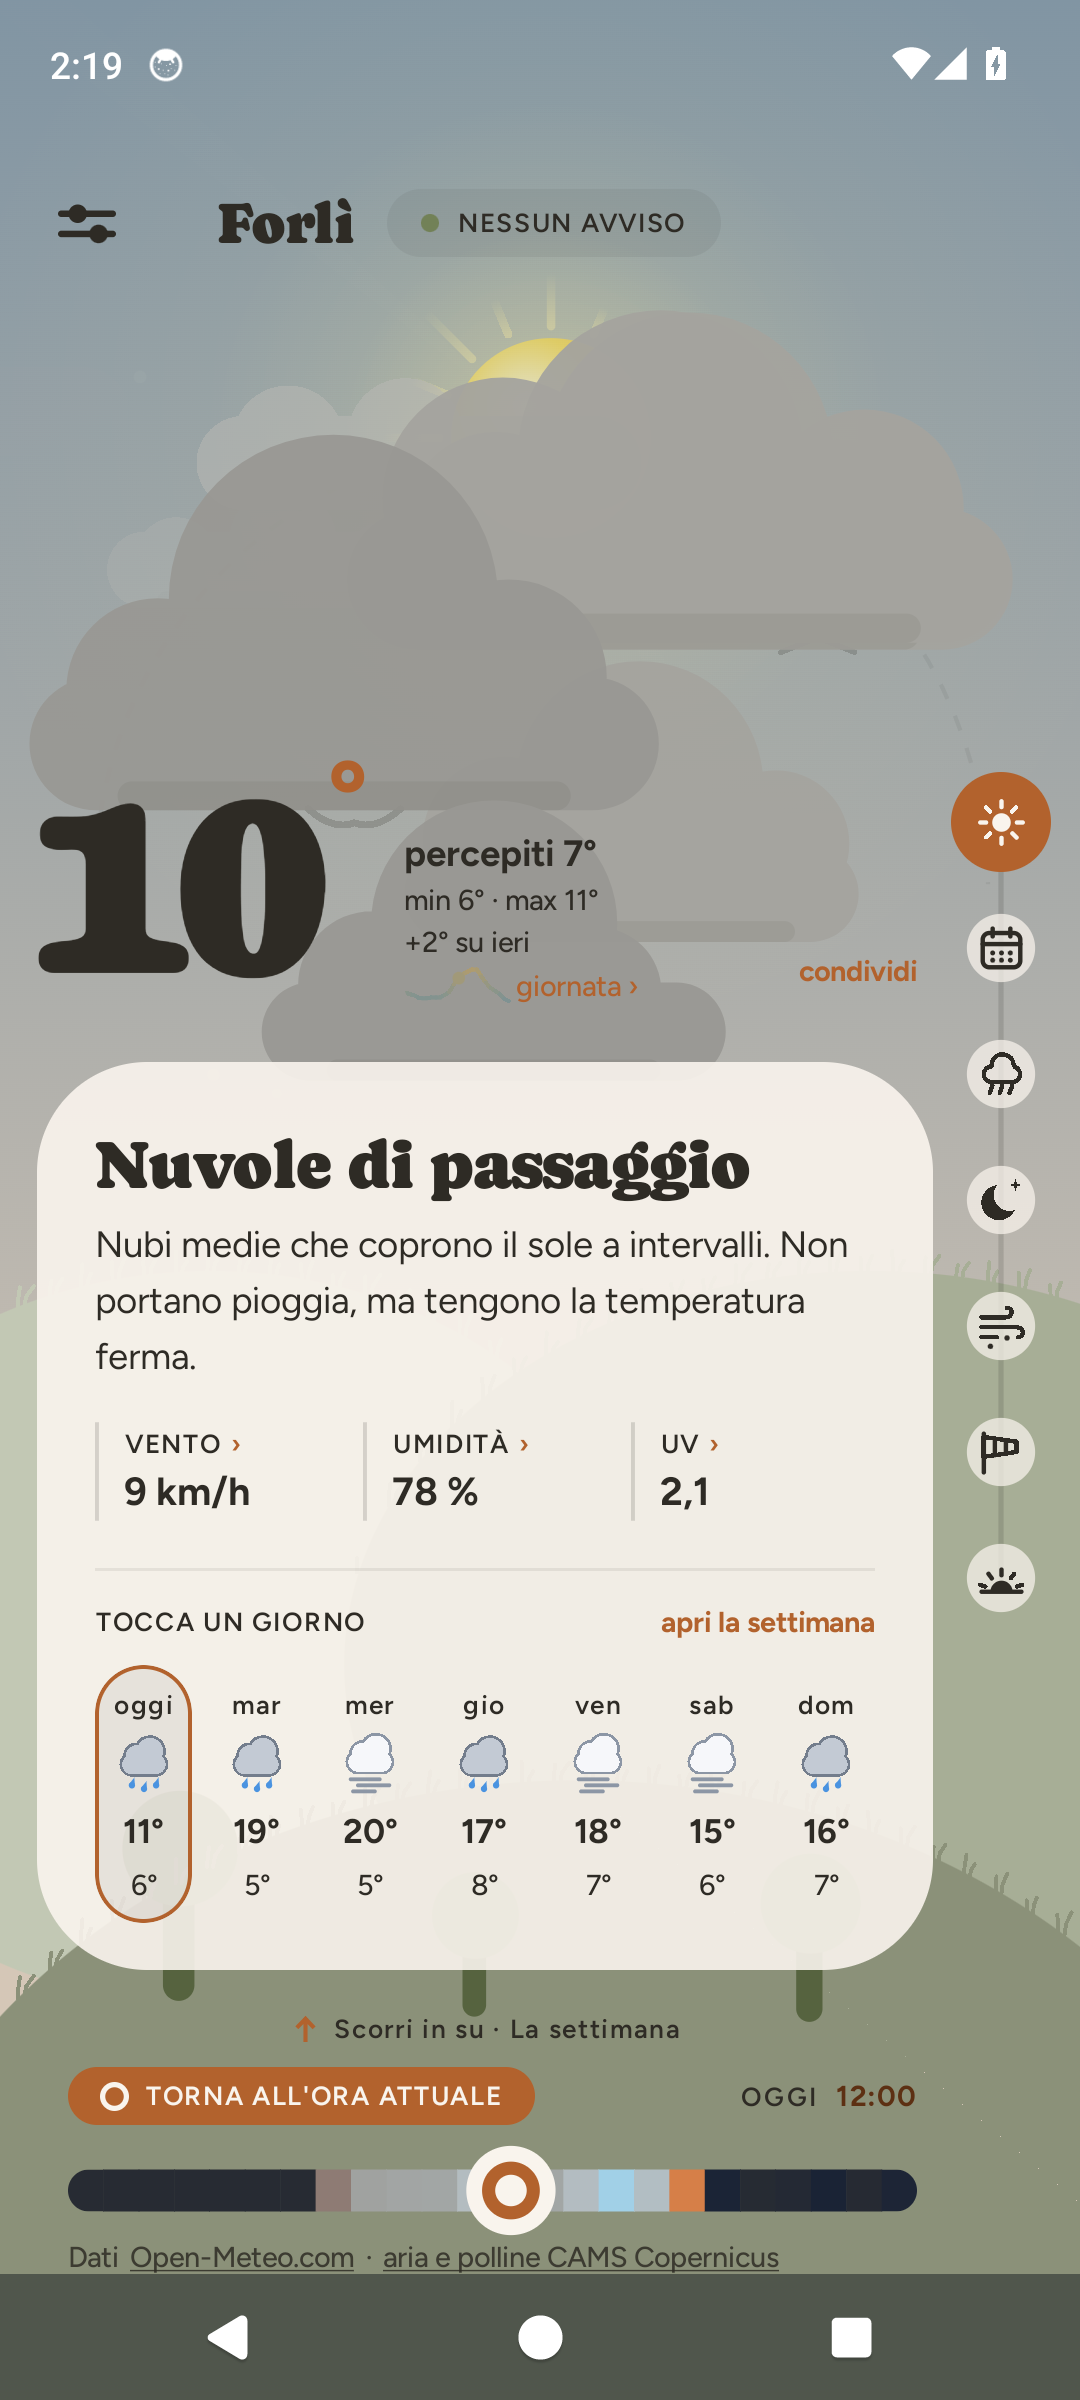 2:19
Forlì
NESSUN AVVISO
10
percepiti 7°
min 6° · max 11°
+2° su ieri
giornata ›
condividi
Nuvole di passaggio
Nubi medie che coprono il sole a intervalli. Non
portano pioggia, ma tengono la temperatura
ferma.
VENTO › UMIDITÀ › UV ›
9 km/h 78 % 2,1
TOCCA UN GIORNO apri la settimana
oggi mar mer gio ven sab dom
11° 19° 20° 17° 18° 15° 16°
6° 5° 5° 8° 7° 6° 7°
↑ Scorri in su · La settimana
TORNA ALL'ORA ATTUALE OGGI 12:00
Dati Open-Meteo.com · aria e polline CAMS Copernicus